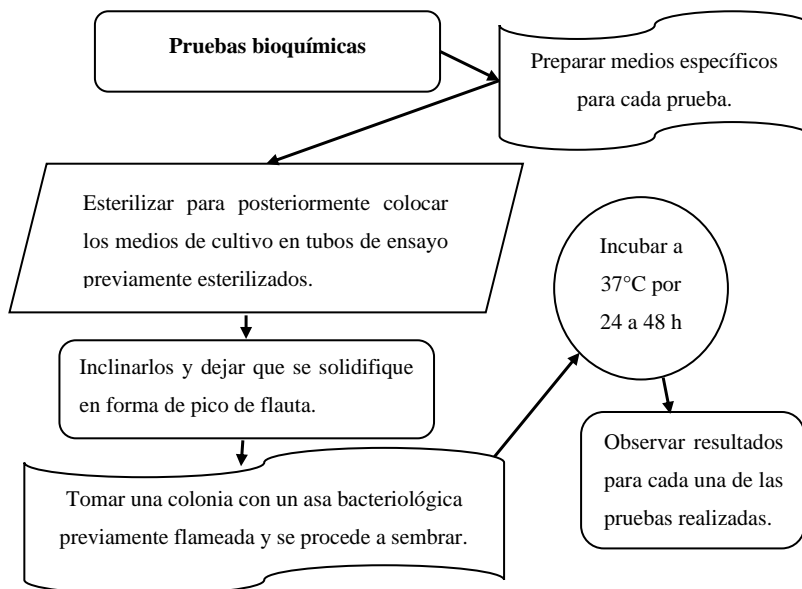 Pruebas bioquímicas
Preparar medios específicos
para cada prueba.
Esterilizar para posteriormente colocar
los medios de cultivo en tubos de ensayo
previamente esterilizados.
Inclinarlos y dejar que se solidifique
en forma de pico de flauta.
Tomar una colonia con un asa bacteriológica
previamente flameada y se procede a sembrar.
Incubar a
37°C por
24 a 48 h
Observar resultados
para cada una de las
pruebas realizadas.